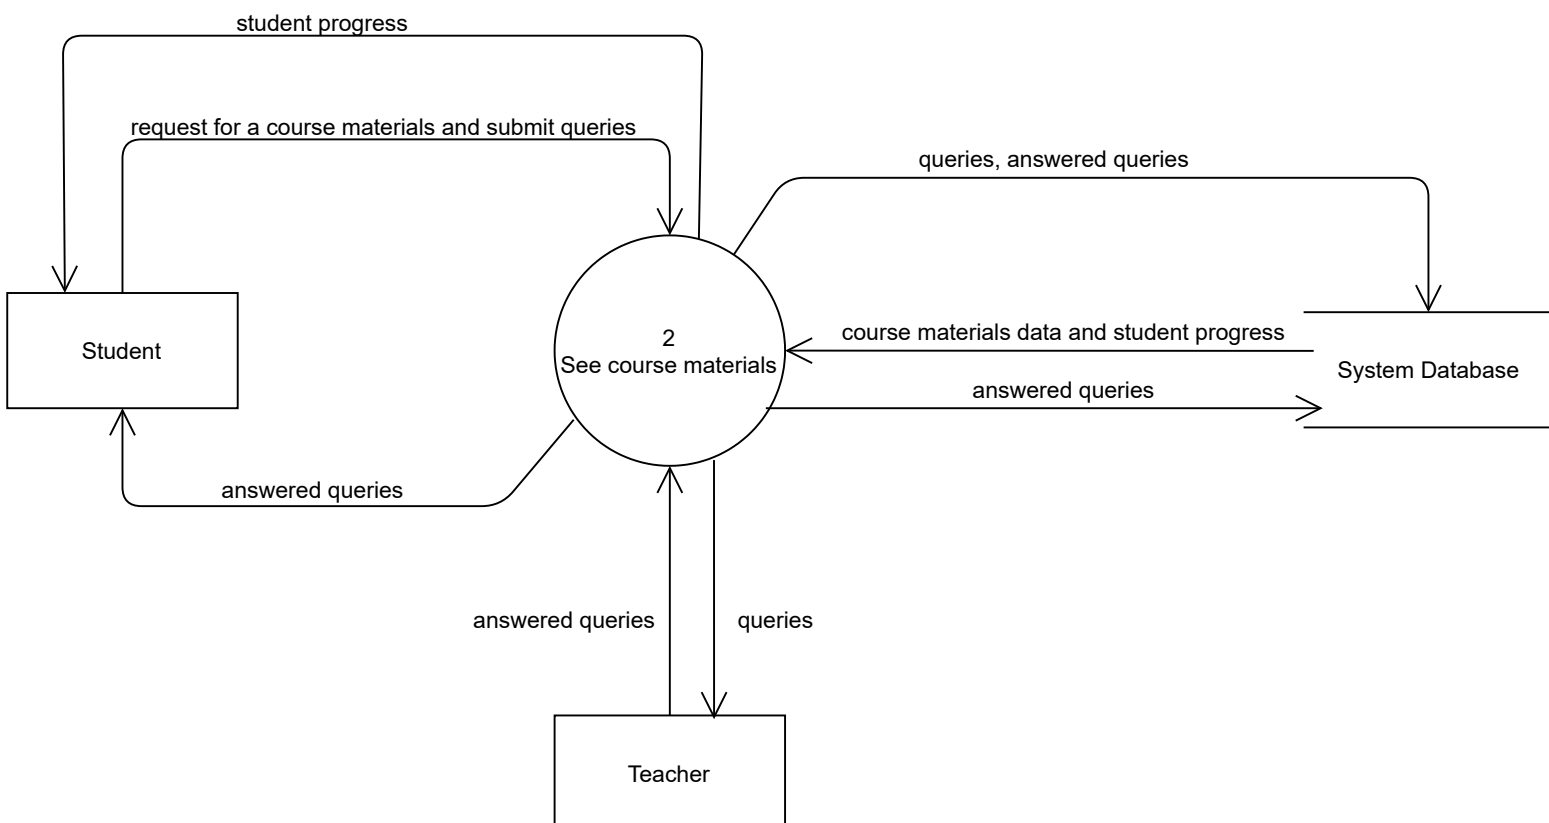 student progress
request for a course materials and submit queries
queries, answered queries
2
See course materials
course materials data and student progress
Student
System Database
answered queries
answered queries
answered queries
queries
Teacher